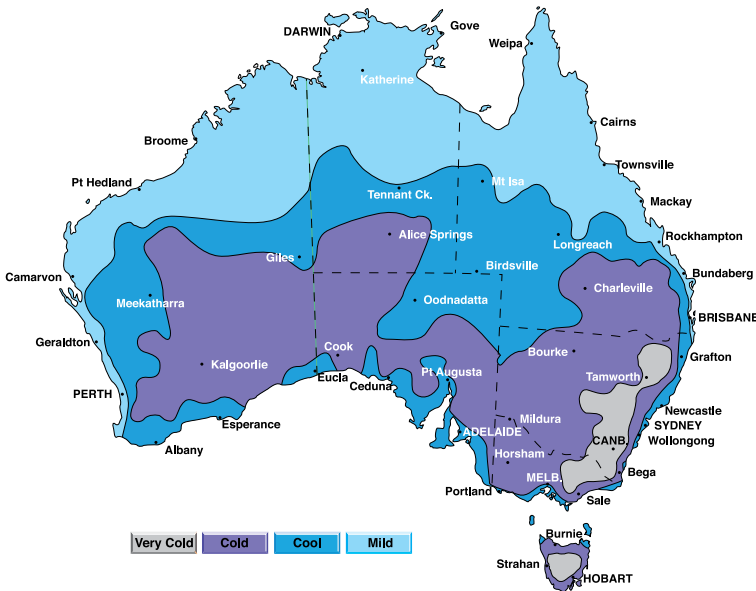 DARWIN
Gove
Weipa
Katherine
Cairns
Broome
Townsville
Pt Hedland
Mt Isa
Tennant Ck.
Mackay
Alice Springs
Rockhampton
Longreach
Giles
Birdsville
Camarvon
Bundaberg
Meekatharra
Oodnadatta
Charleville
BRISBANE
Geraldton
Cook
Bourke
Grafton
Kalgoorlie
Pt Augusta
Eucla
Tamworth
Ceduna
PERTH
Newcastle
Esperance
Mildura
SYDNEY
ADELAIDE
CANB.
Wollongong
Albany
Horsham
Bega
MELB.
Portland
Sale
Very Cold
Cold
Cool
Mild
Burnie
Strahan
HOBART